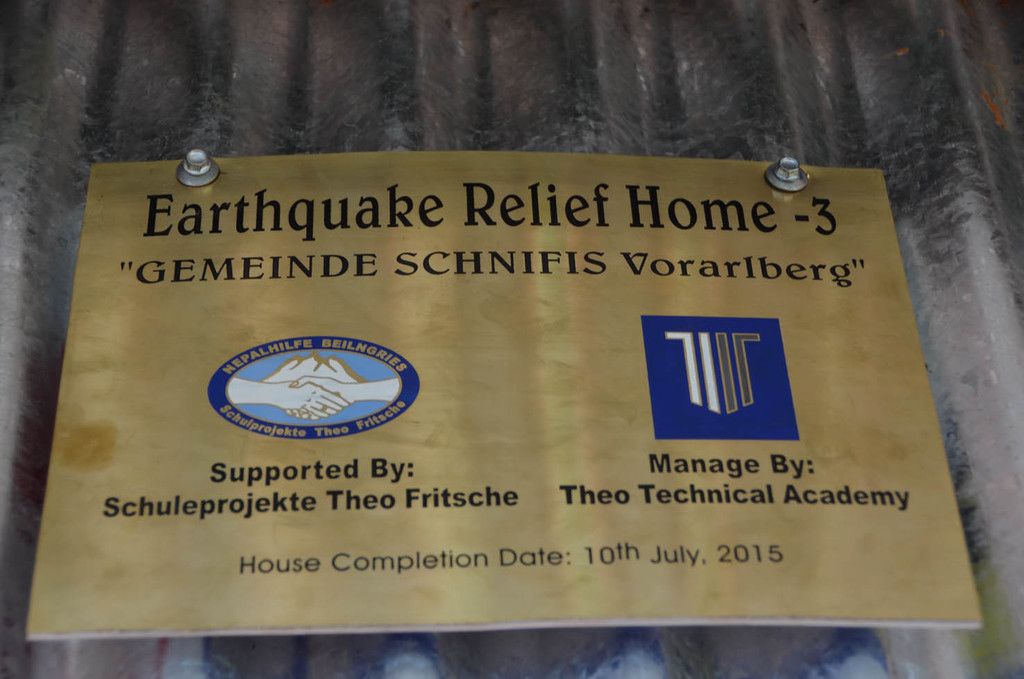 Earthquake Relief Home -3
"GEMEINDE SCHNIFIS Vorarlberg"
NEPALHILFE BEILNGRIES
Schulprojekte Theo Fritsche
Supported By:
Schuleprojekte Theo Fritsche
Manage By:
Theo Technical Academy
House Completion Date: 10th July, 2015